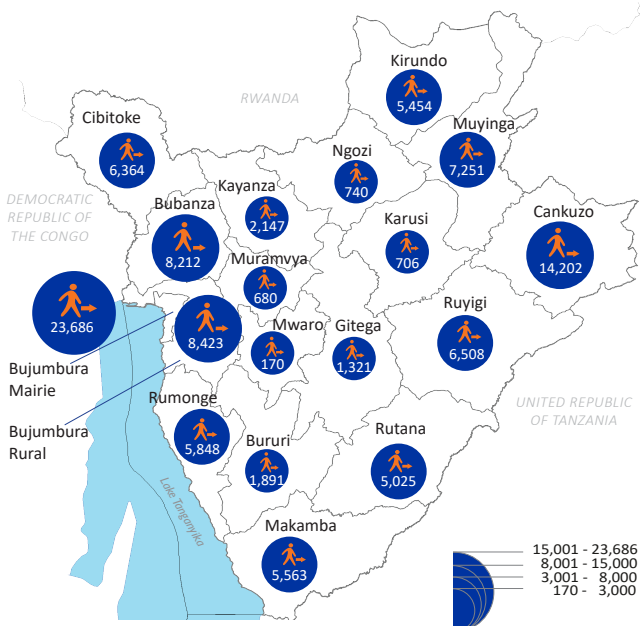 Kirundo
5,454
RWANDA
Cibitoke
6,364
Muyinga
7,251
Ngozi
740
Kayanza
2,147
DEMOCRATIC
REPUBLIC OF
THE CONGO
Bubanza
8,212
Karusi
706
Cankuzo
14,202
Muramvya
680
23,686
8,423
Mwaro
170
Gitega
1,321
Ruyigi
6,508
Bujumbura
Mairie
Bujumbura
Rural
UNITED REPUBLIC
OF TANZANIA
Rumonge
5,848
Bururi
1,891
Rutana
5,025
Lake Tanganyika
Makamba
5,563
15,001 - 23,686
8,001 - 15,000
3,001 - 8,000
170 - 3,000